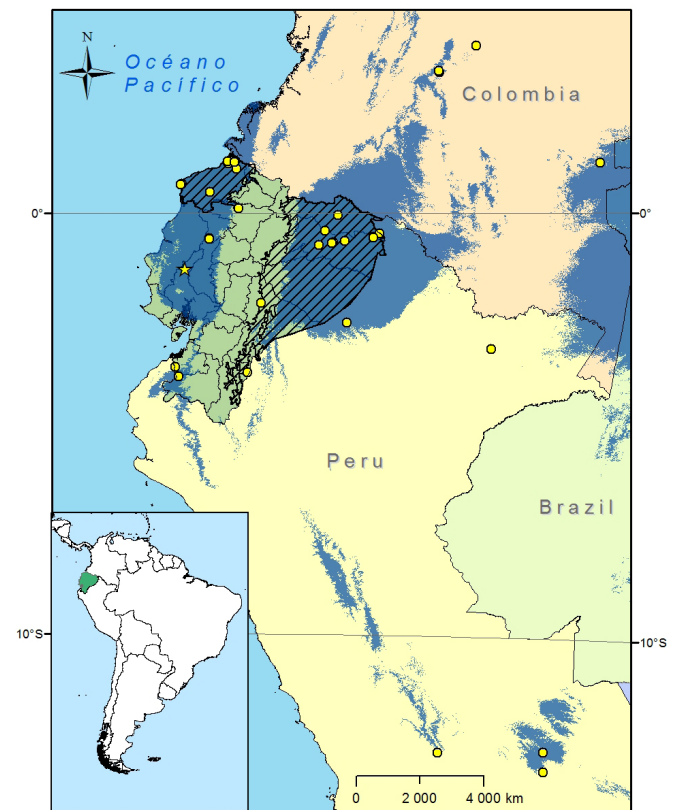 N
Océano
Pacífico
Colombia
0°
0°
Peru
Brazil
10°S
10°S
0 2 000 4 000 km